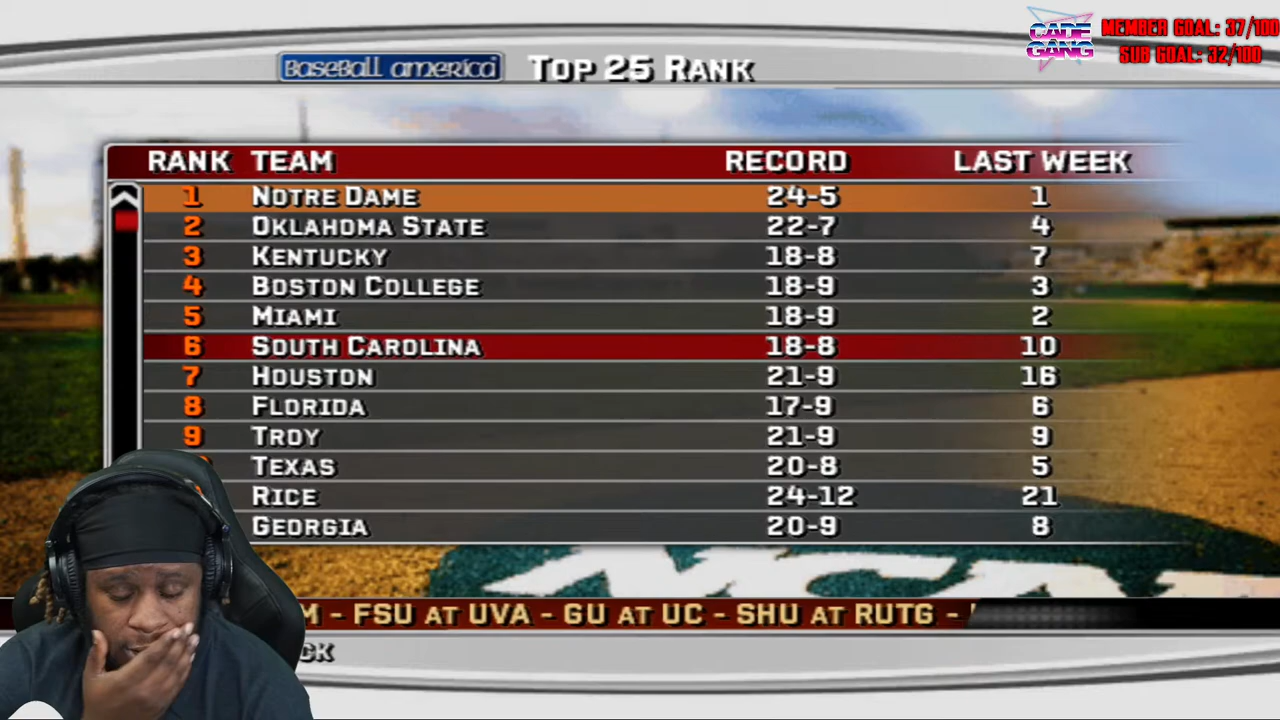 CADE GANG
MEMBER GOAL: 37/100
SUB GOAL: 32/100
Baseball america TOP 25 RANK
RANK TEAM RECORD LAST WEEK
1 NOTRE DAME 24-5 1
2 OKLAHOMA STATE 22-7 4
3 KENTUCKY 18-8 7
4 BOSTON COLLEGE 18-9 3
5 MIAMI 18-9 2
6 SOUTH CAROLINA 18-8 10
7 HOUSTON 21-9 16
8 FLORIDA 17-9 6
9 TROY 21-9 9
TEXAS 20-8 5
RICE 24-12 21
GEORGIA 20-9 8
M - FSU AT UVA - GU AT UC - SHU AT RUTG -
CK